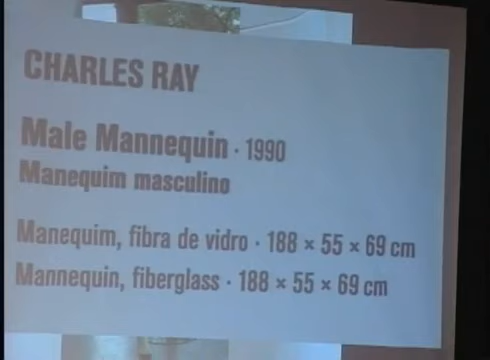 CHARLES RAY
Male Mannequin · 1990
Manequim masculino
Manequim, fibra de vidro · 188 × 55 × 69 cm
Mannequin, fiberglass · 188 × 55 × 69 cm